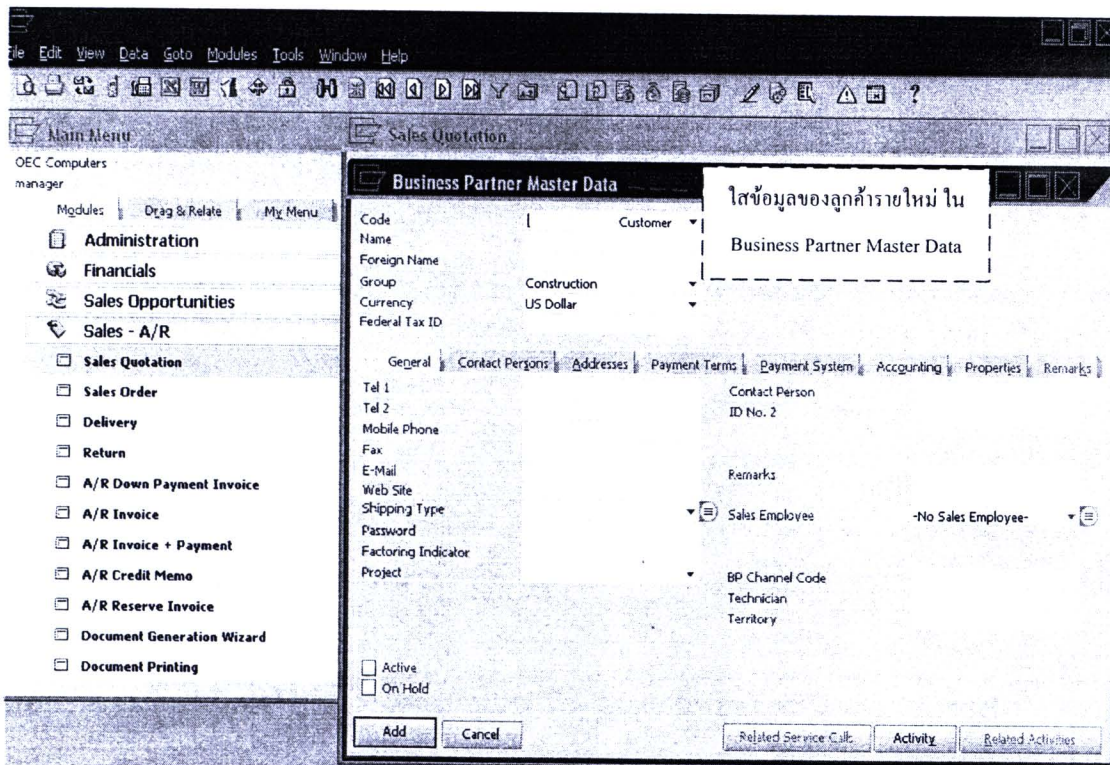 File Edit View Data Goto Modules Tools Window Help
Main Menu
OEC Computers
manager
Modules Drag & Relate My Menu
Administration
Financials
Sales Opportunities
Sales - A/R
Sales Quotation
Sales Order
Delivery
Return
A/R Down Payment Invoice
A/R Invoice
A/R Invoice + Payment
A/R Credit Memo
A/R Reserve Invoice
Document Generation Wizard
Document Printing
Sales Quotation
Business Partner Master Data
ใส่ข้อมูลของลูกค้ารายใหม่ ใน
Business Partner Master Data
Code Customer
Name
Foreign Name
Group Construction
Currency US Dollar
Federal Tax ID
General Contact Persons Addresses Payment Terms Payment System Accounting Properties Remarks
Tel 1 Contact Person
Tel 2 ID No. 2
Mobile Phone
Fax
E-Mail Remarks
Web Site
Shipping Type Sales Employee -No Sales Employee-
Password
Factoring Indicator
Project BP Channel Code
Technician
Territory
Active
On Hold
Add Cancel Related Service Calls Activity Related Activities